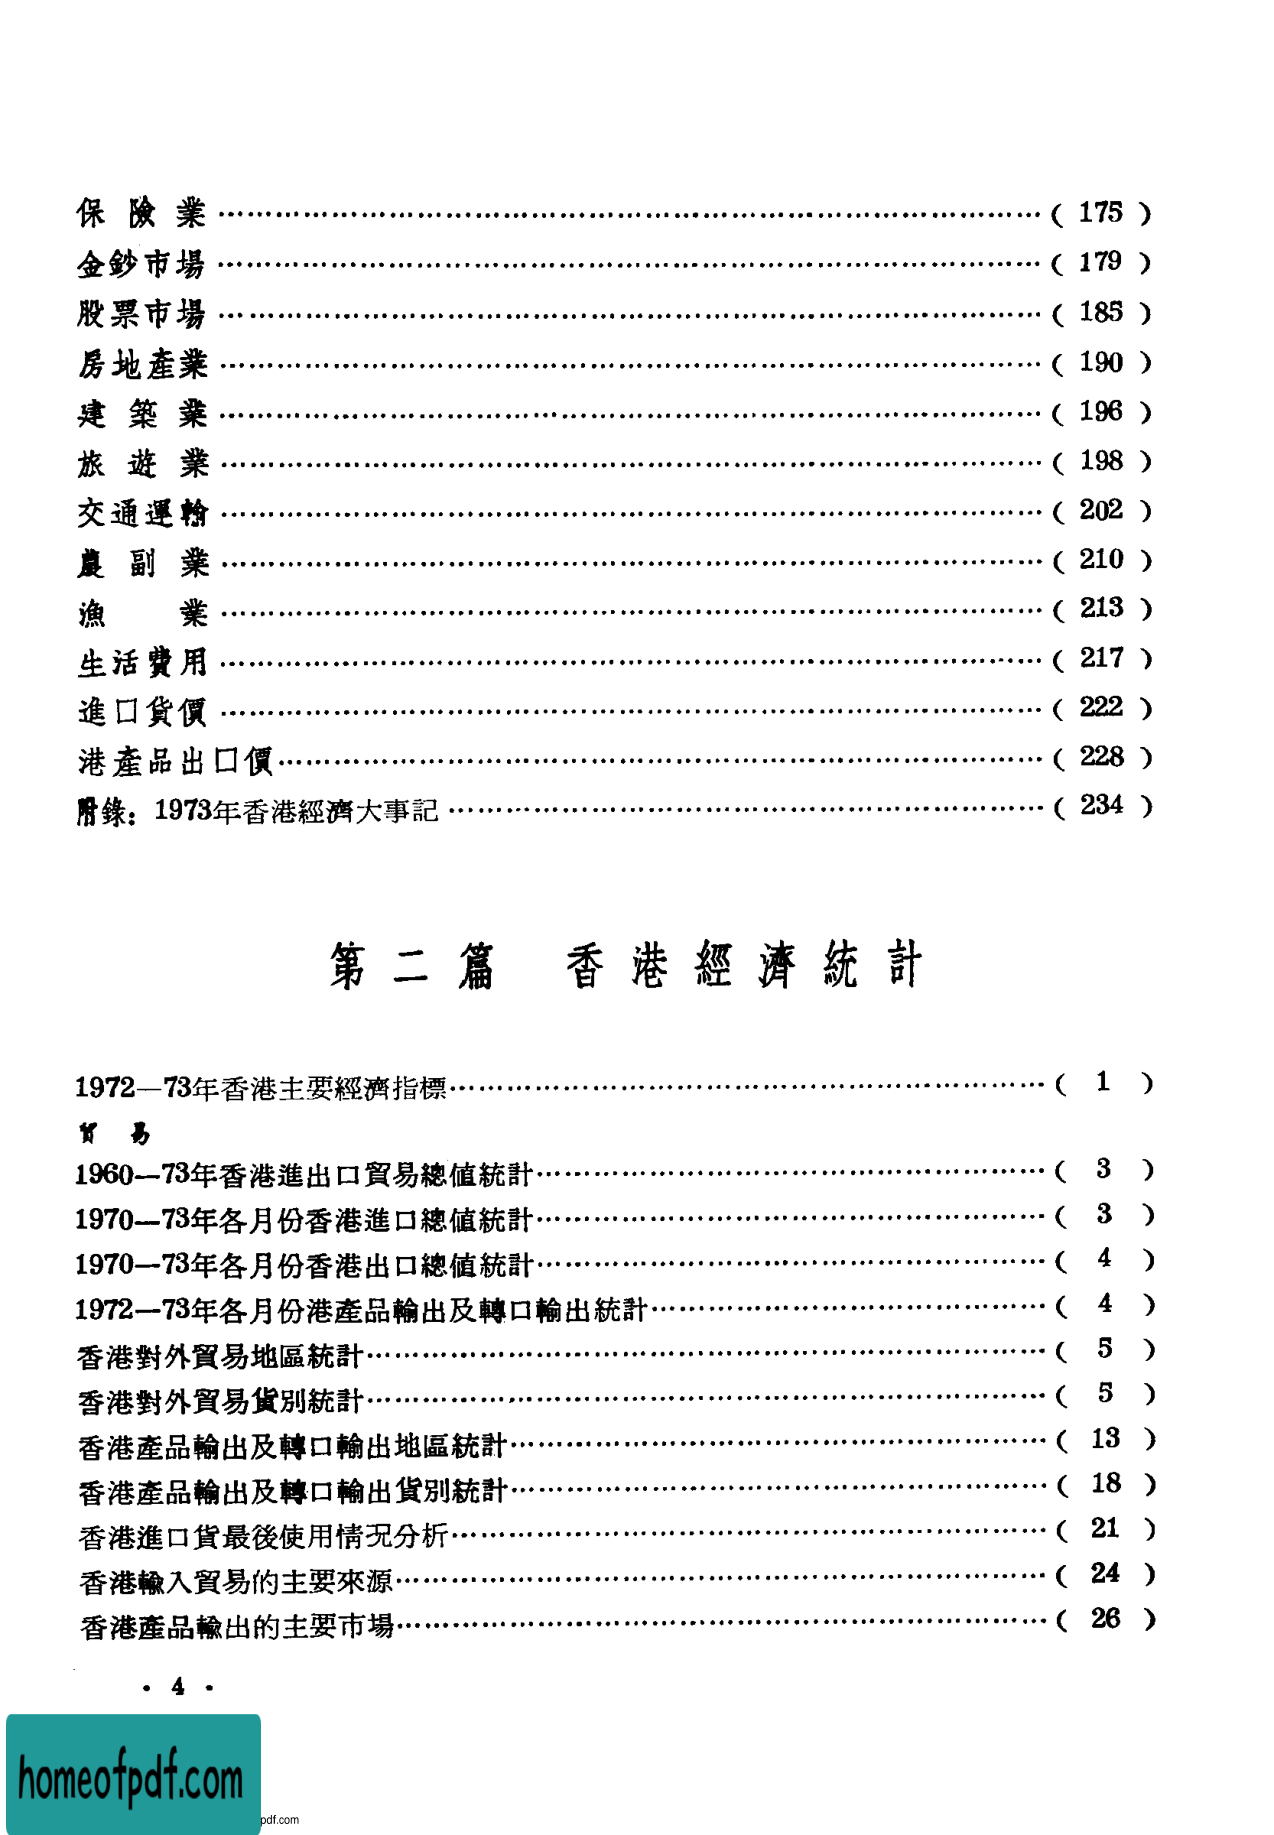 保險業………………………………( 175 )
金鈔市場………………………………( 179 )
股票市場………………………………( 185 )
房地產業………………………………( 190 )
建築業………………………………( 196 )
旅遊業………………………………( 198 )
交通運輸………………………………( 202 )
農副業………………………………( 210 )
漁業………………………………( 213 )
生活費用………………………………( 217 )
進口貨價………………………………( 222 )
港產品出口價………………………………( 228 )
附錄：1973年香港經濟大事記………………………………( 234 )
第二篇 香港經濟統計
1972—73年香港主要經濟指標………………………………( 1 )
貿易
1960—73年香港進出口貿易總值統計………………………………( 3 )
1970—73年各月份香港進口總值統計………………………………( 3 )
1970—73年各月份香港出口總值統計………………………………( 4 )
1972—73年各月份港產品輸出及轉口輸出統計………………………………( 4 )
香港對外貿易地區統計………………………………( 5 )
香港對外貿易貨別統計………………………………( 5 )
香港產品輸出及轉口輸出地區統計………………………………( 13 )
香港產品輸出及轉口輸出貨別統計………………………………( 18 )
香港進口貨最後使用情況分析………………………………( 21 )
香港輸入貿易的主要來源………………………………( 24 )
香港產品輸出的主要市場………………………………( 26 )
· 4 ·
homeofpdf.com
pdf.com